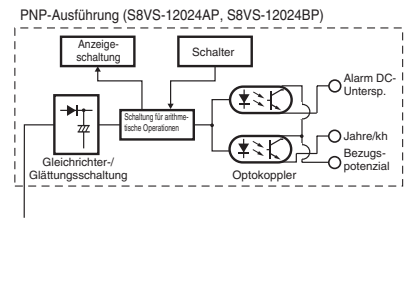 PNP-Ausführung (S8VS-12024AP, S8VS-12024BP)
Anzeige-
schaltung
Schalter
Alarm DC-
Untersp.
Schaltung für arithme-
tische Operationen
Jahre/kh
Bezugs-
potenzial
Gleichrichter-/
Glättungsschaltung
Optokoppler